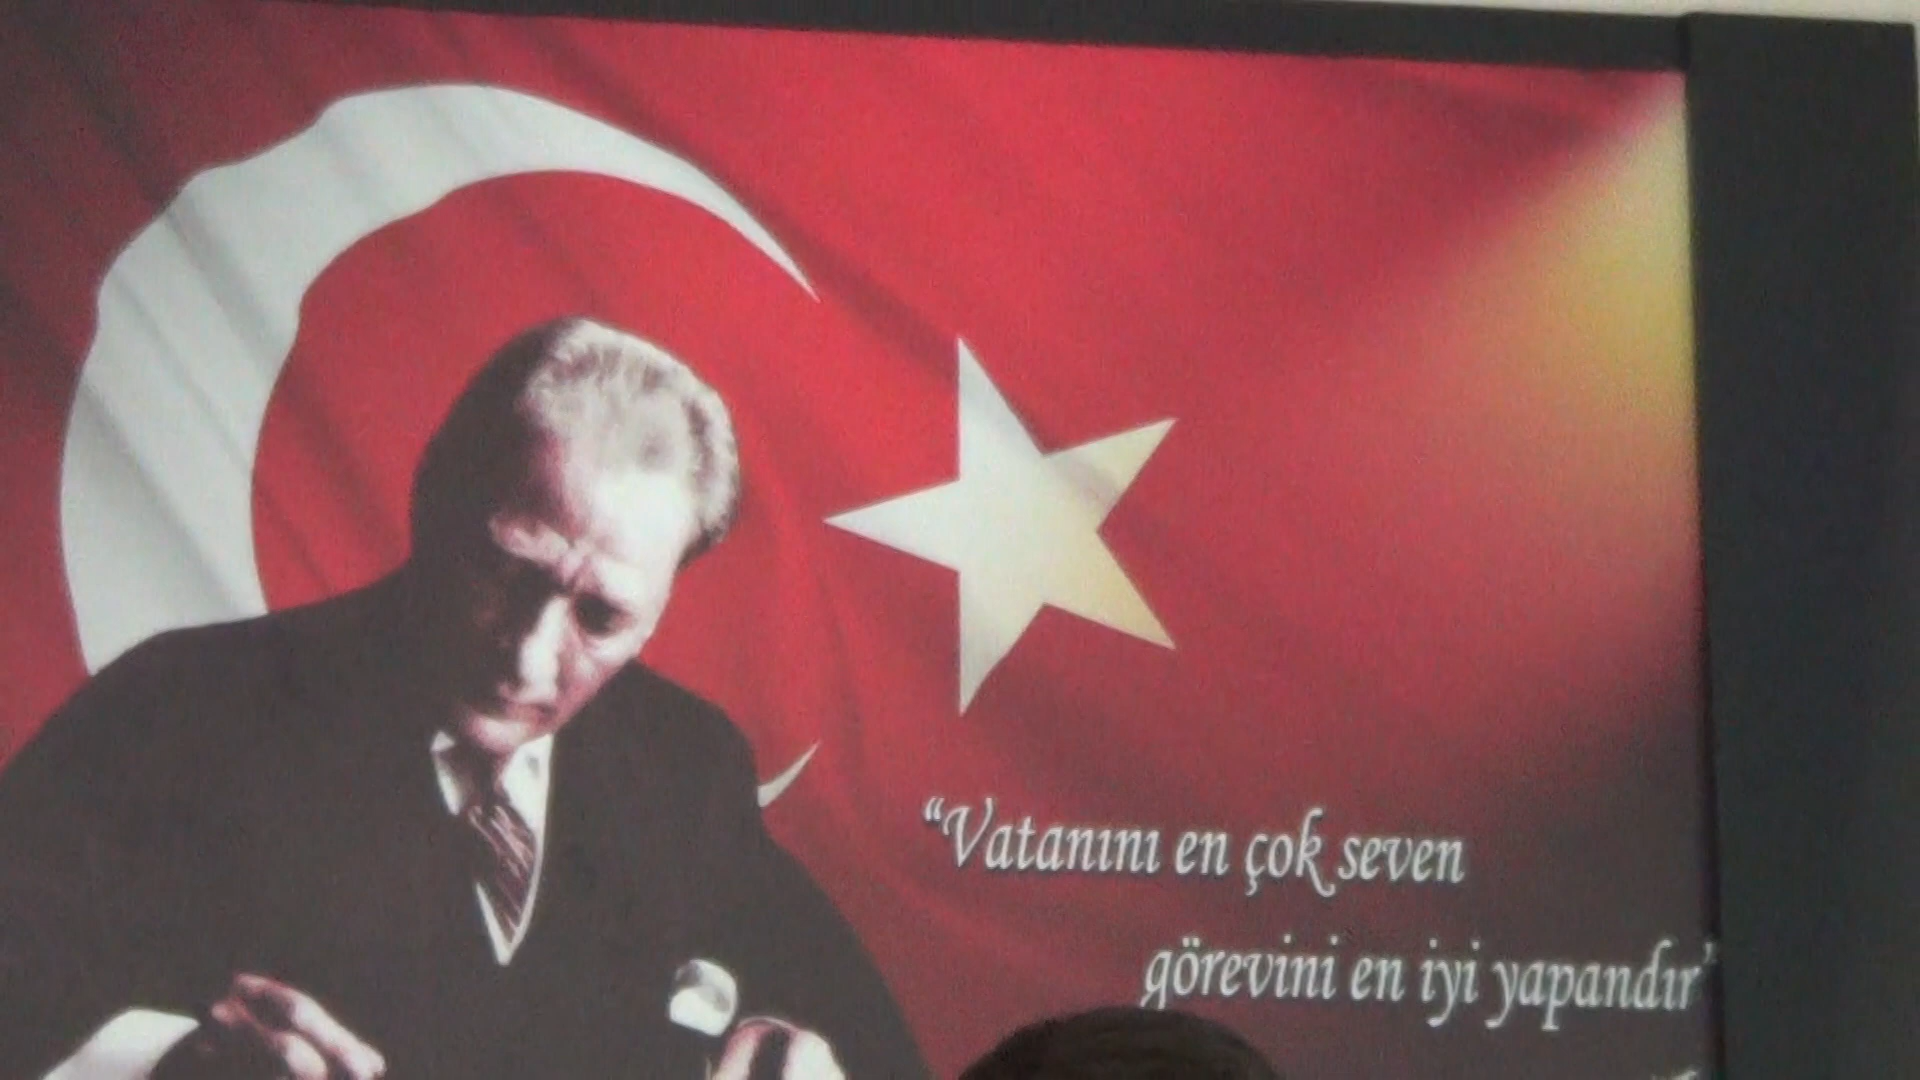 “Vatanını en çok seven
görevini en iyi yapandır”